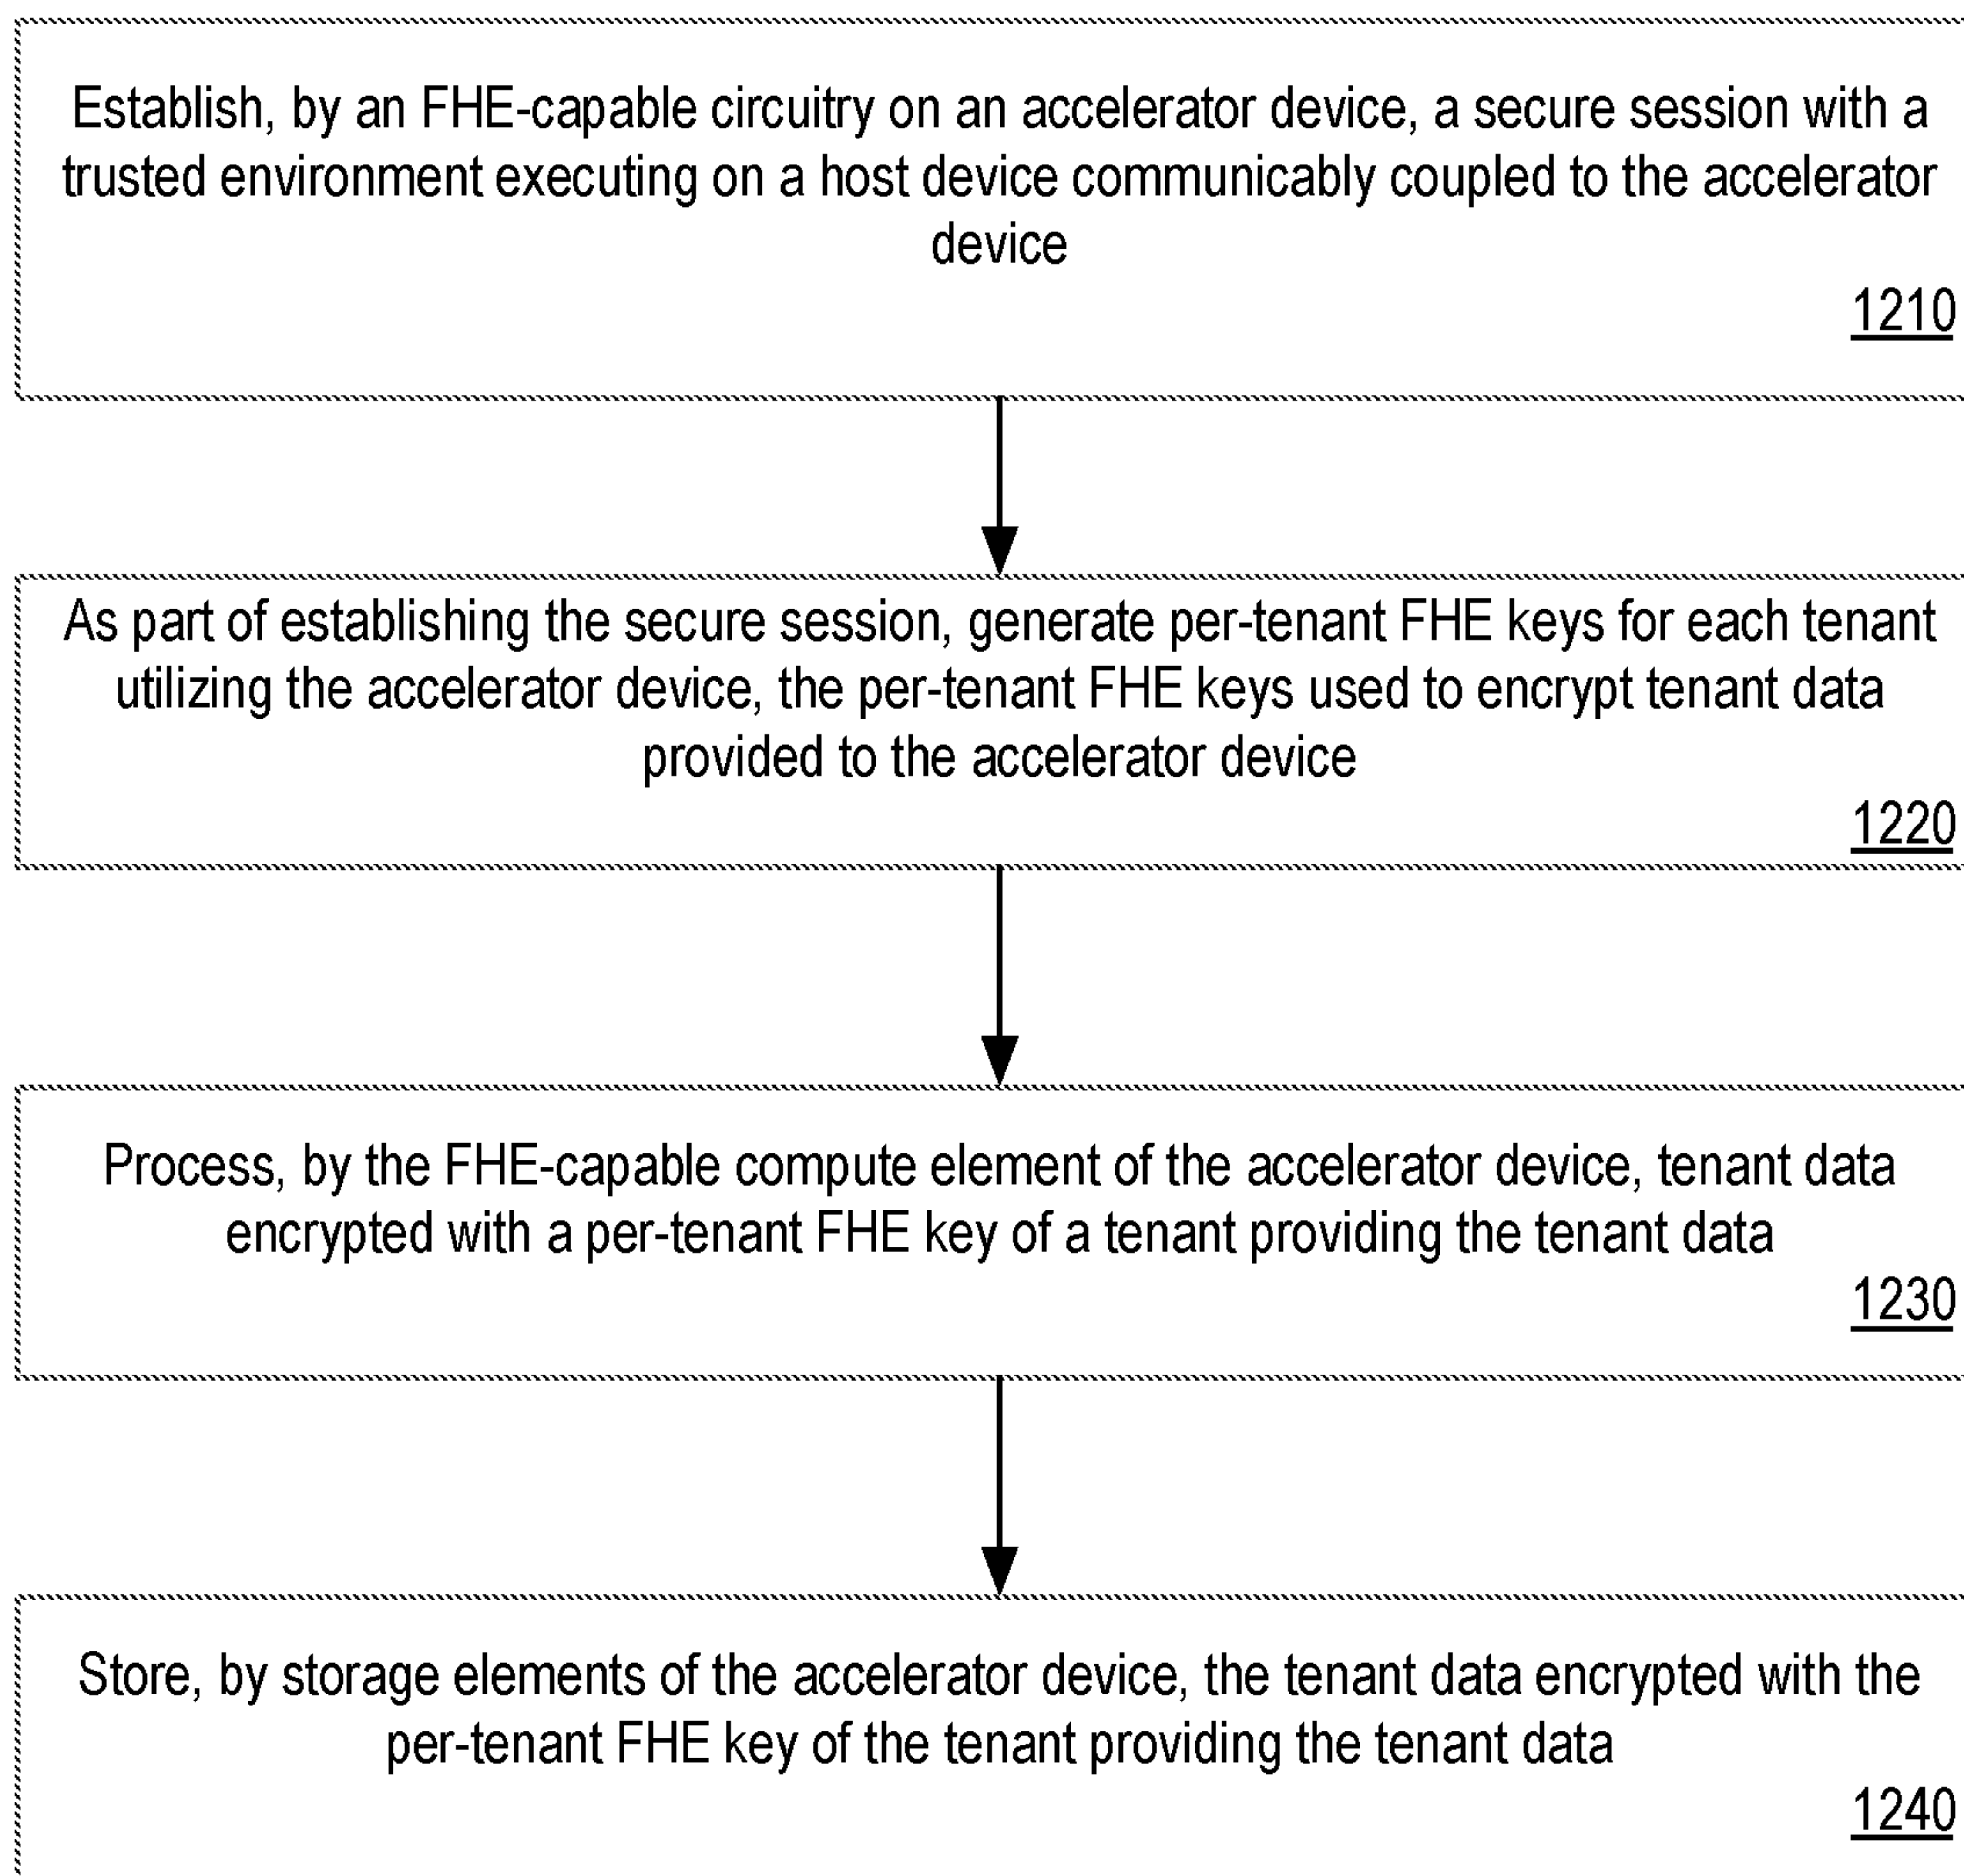 Establish, by an FHE-capable circuitry on an accelerator device, a secure session with a
trusted environment executing on a host device communicably coupled to the accelerator
device
1210
As part of establishing the secure session, generate per-tenant FHE keys for each tenant
utilizing the accelerator device, the per-tenant FHE keys used to encrypt tenant data
provided to the accelerator device
1220
Process, by the FHE-capable compute element of the accelerator device, tenant data
encrypted with a per-tenant FHE key of a tenant providing the tenant data
1230
Store, by storage elements of the accelerator device, the tenant data encrypted with the
per-tenant FHE key of the tenant providing the tenant data
1240